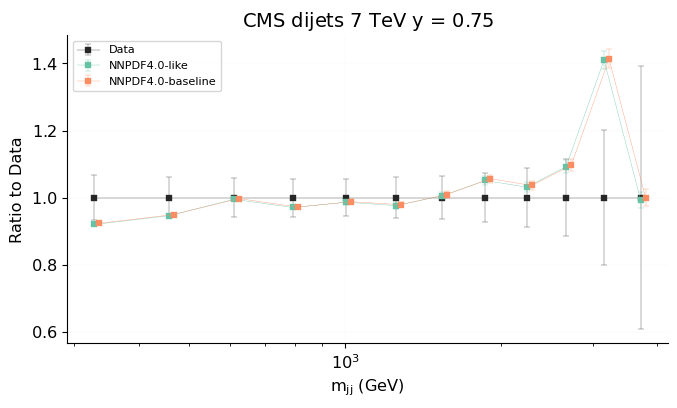 CMS dijets 7 TeV y = 0.75
Data
NNPDF4.0-like
NNPDF4.0-baseline
Ratio to Data
1.4
1.2
1.0
0.8
0.6
10³
m_jj (GeV)